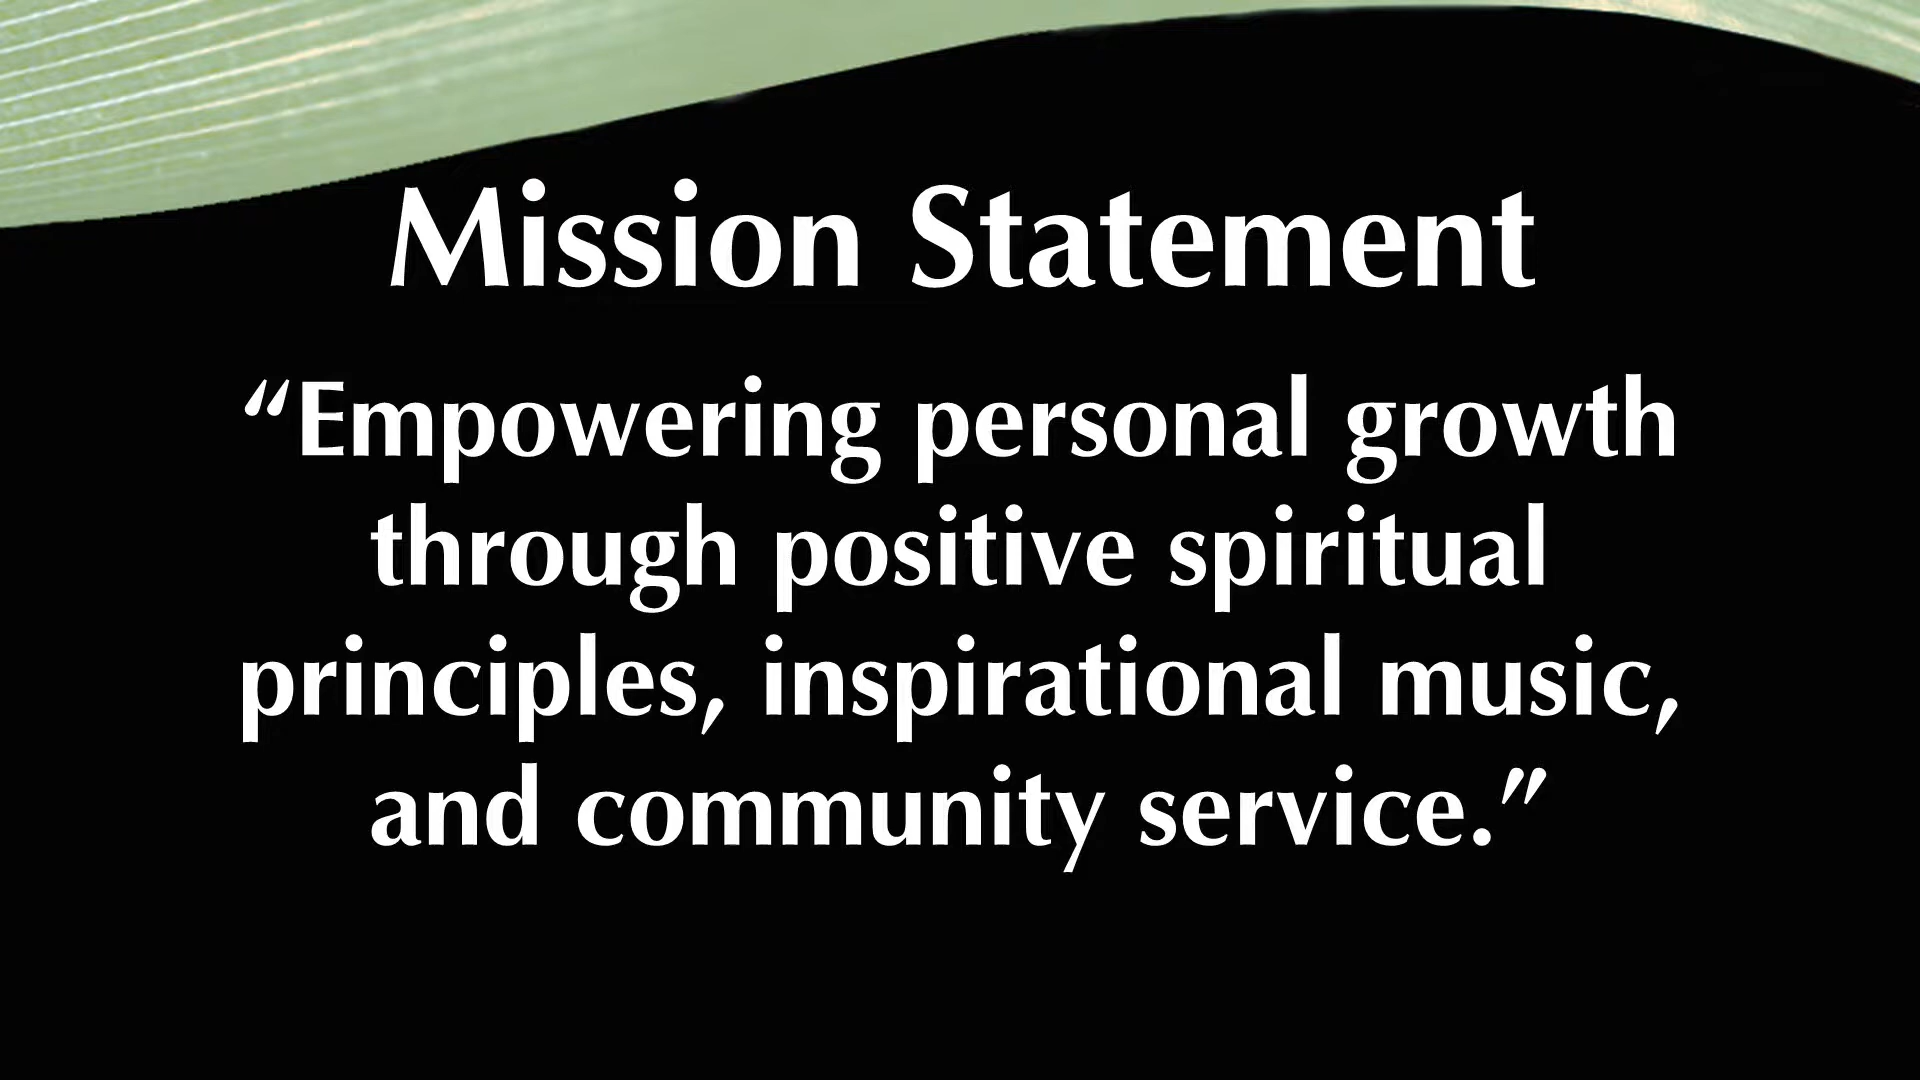 Mission Statement
“Empowering personal growth
through positive spiritual
principles, inspirational music,
and community service.”